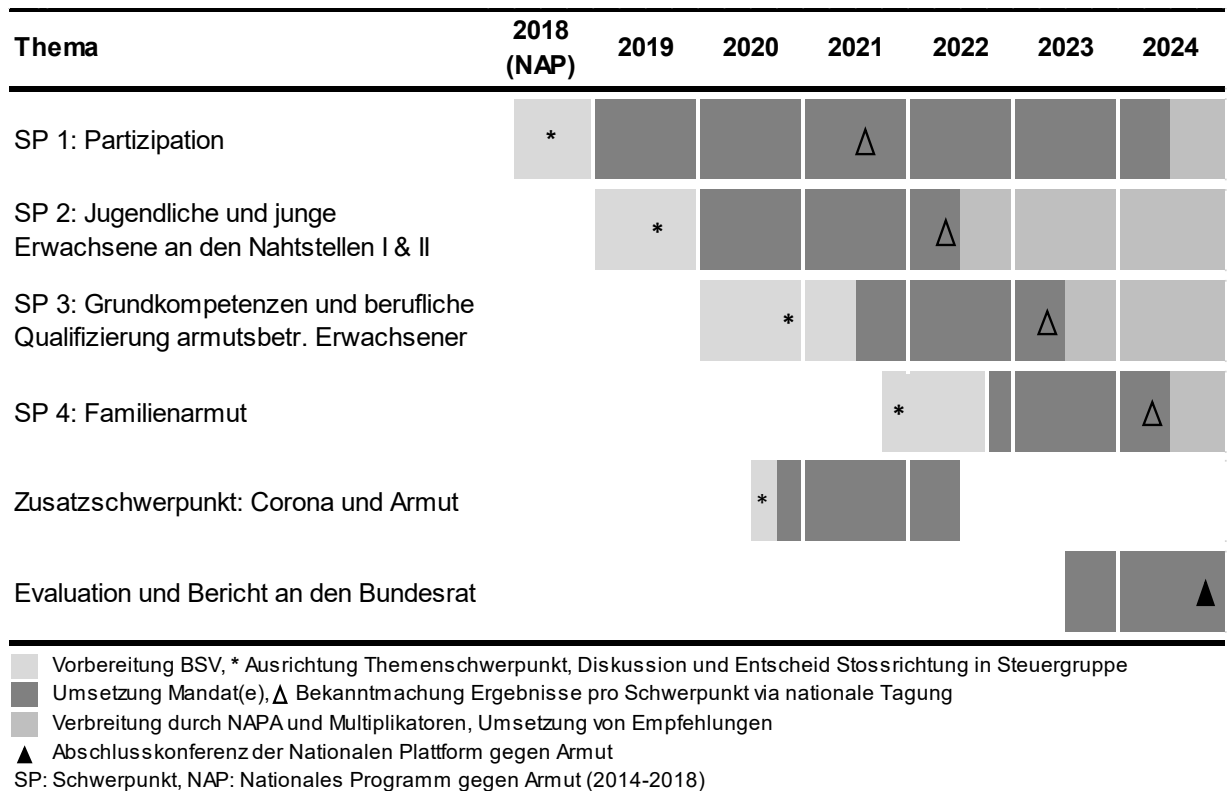 Thema 2018 (NAP) 2019 2020 2021 2022 2023 2024
SP 1: Partizipation * △
SP 2: Jugendliche und junge
Erwachsene an den Nahtstellen I & II * △
SP 3: Grundkompetenzen und berufliche
Qualifizierung armutsbetr. Erwachsener * △
SP 4: Familienarmut * △
Zusatzschwerpunkt: Corona und Armut *
Evaluation und Bericht an den Bundesrat ▲
Vorbereitung BSV, * Ausrichtung Themenschwerpunkt, Diskussion und Entscheid Stossrichtung in Steuergruppe
Umsetzung Mandat(e), △ Bekanntmachung Ergebnisse pro Schwerpunkt via nationale Tagung
Verbreitung durch NAPA und Multiplikatoren, Umsetzung von Empfehlungen
▲ Abschlusskonferenz der Nationalen Plattform gegen Armut
SP: Schwerpunkt, NAP: Nationales Programm gegen Armut (2014-2018)